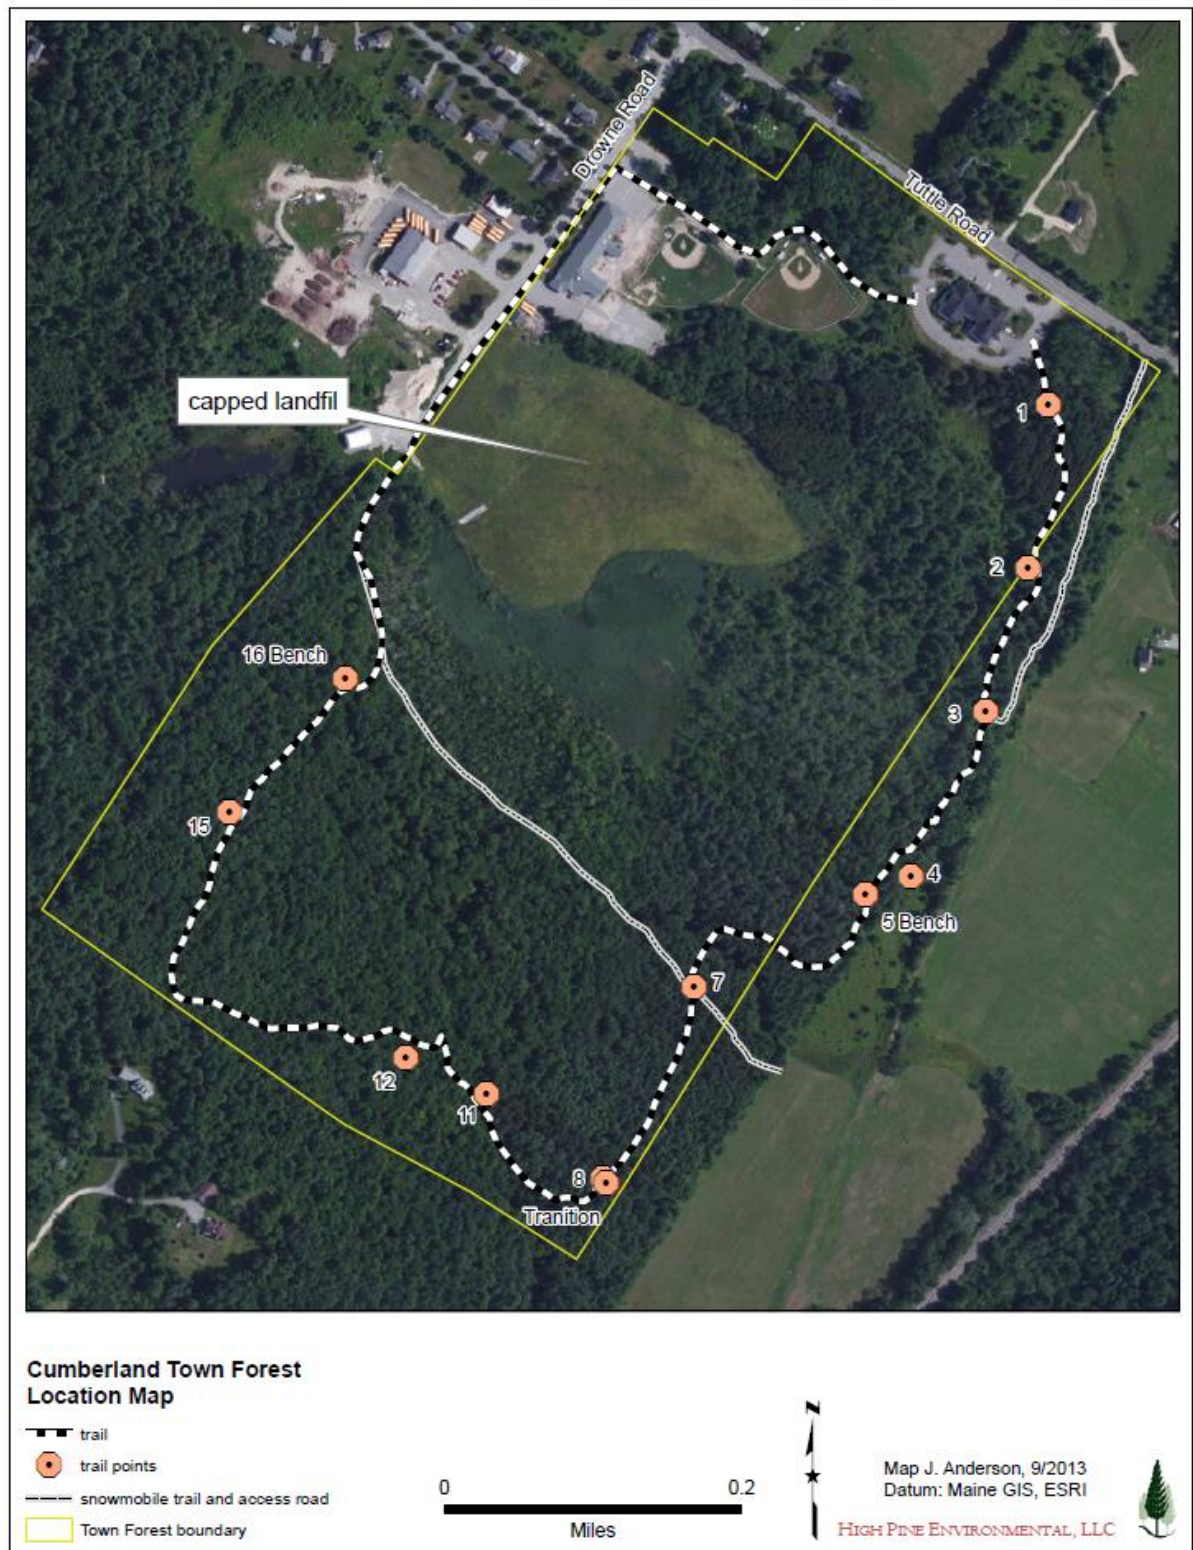 Drowne Road
Tuttle Road
capped landfil
1
2
16 Bench
3
15
4
5 Bench
7
12
11
8
Tranition
Cumberland Town Forest
Location Map
trail
trail points
snowmobile trail and access road
Town Forest boundary
0 0.2
Miles
N
Map J. Anderson, 9/2013
Datum: Maine GIS, ESRI
HIGH PINE ENVIRONMENTAL, LLC